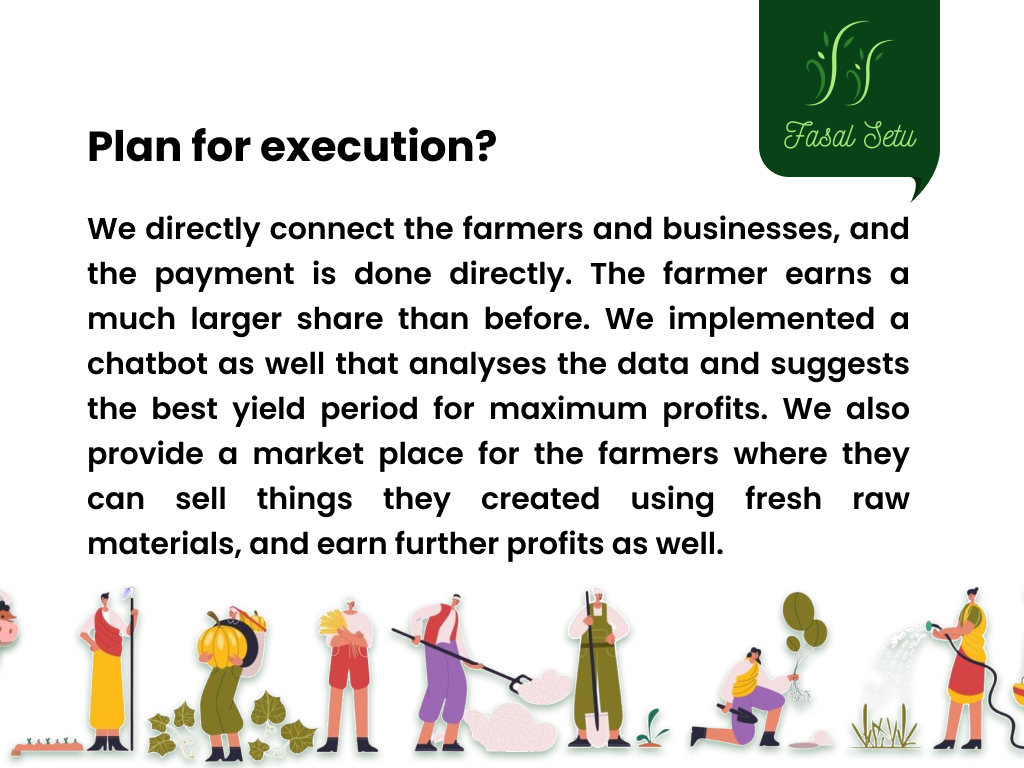 Fasal Setu
Plan for execution?
We directly connect the farmers and businesses, and
the payment is done directly. The farmer earns a
much larger share than before. We implemented a
chatbot as well that analyses the data and suggests
the best yield period for maximum profits. We also
provide a market place for the farmers where they
can sell things they created using fresh raw
materials, and earn further profits as well.